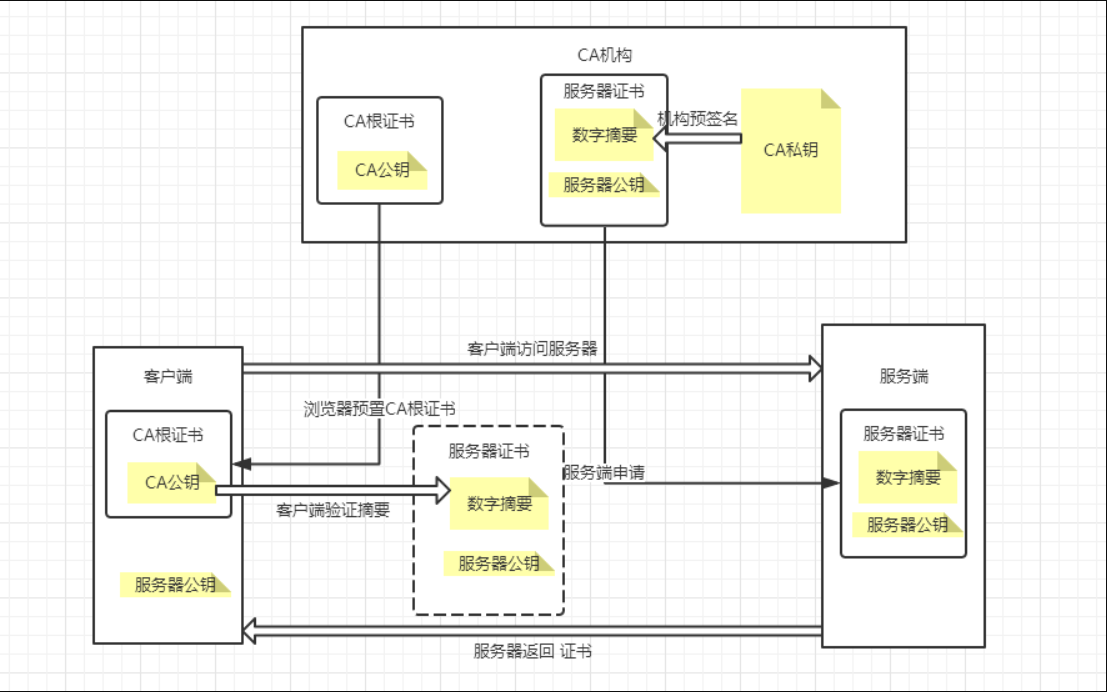 CA机构
服务器证书
CA根证书
机构预签名
数字摘要
CA私钥
CA公钥
服务器公钥
客户端访问服务器
客户端
服务端
浏览器预置CA根证书
CA根证书
服务器证书
服务器证书
服务端申请
数字摘要
CA公钥
数字摘要
客户端验证摘要
服务器公钥
服务器公钥
服务器公钥
服务器返回 证书